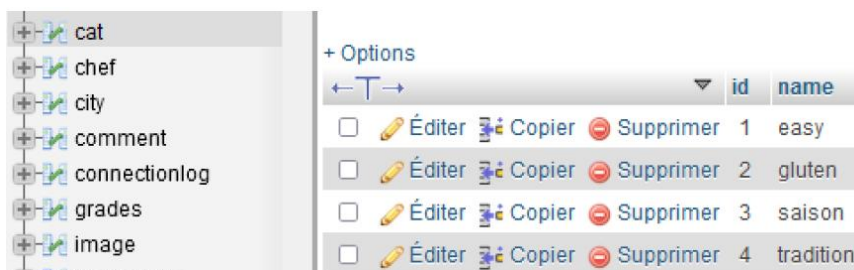 cat
chef
city
comment
connectionlog
grades
image
+ Options
←T→ id name
Éditer Copier Supprimer 1 easy
Éditer Copier Supprimer 2 gluten
Éditer Copier Supprimer 3 saison
Éditer Copier Supprimer 4 tradition